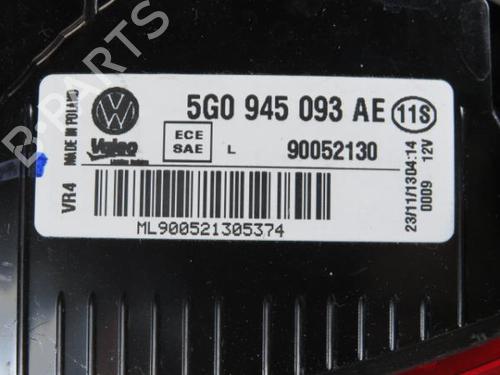 B-PARTS
MADE IN POLAND
VR4
5G0 945 093 AE
11S
Valeo
ECE
SAE
L
90052130
23/11/13 04:14
0009 12V
ML900521305374